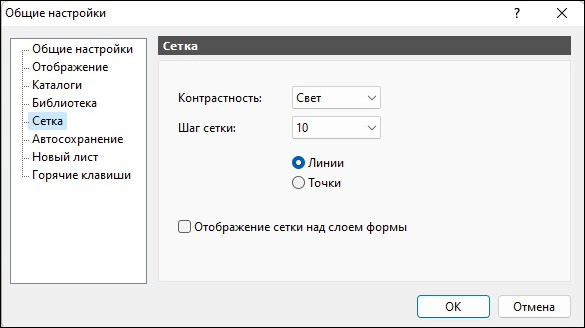 Общие настройки
?
Общие настройки
Отображение
Каталоги
Библиотека
Сетка
Автосохранение
Новый лист
Горячие клавиши
Сетка
Контрастность: Свет
Шаг сетки: 10
Линии
Точки
Отображение сетки над слоем формы
ОК Отмена